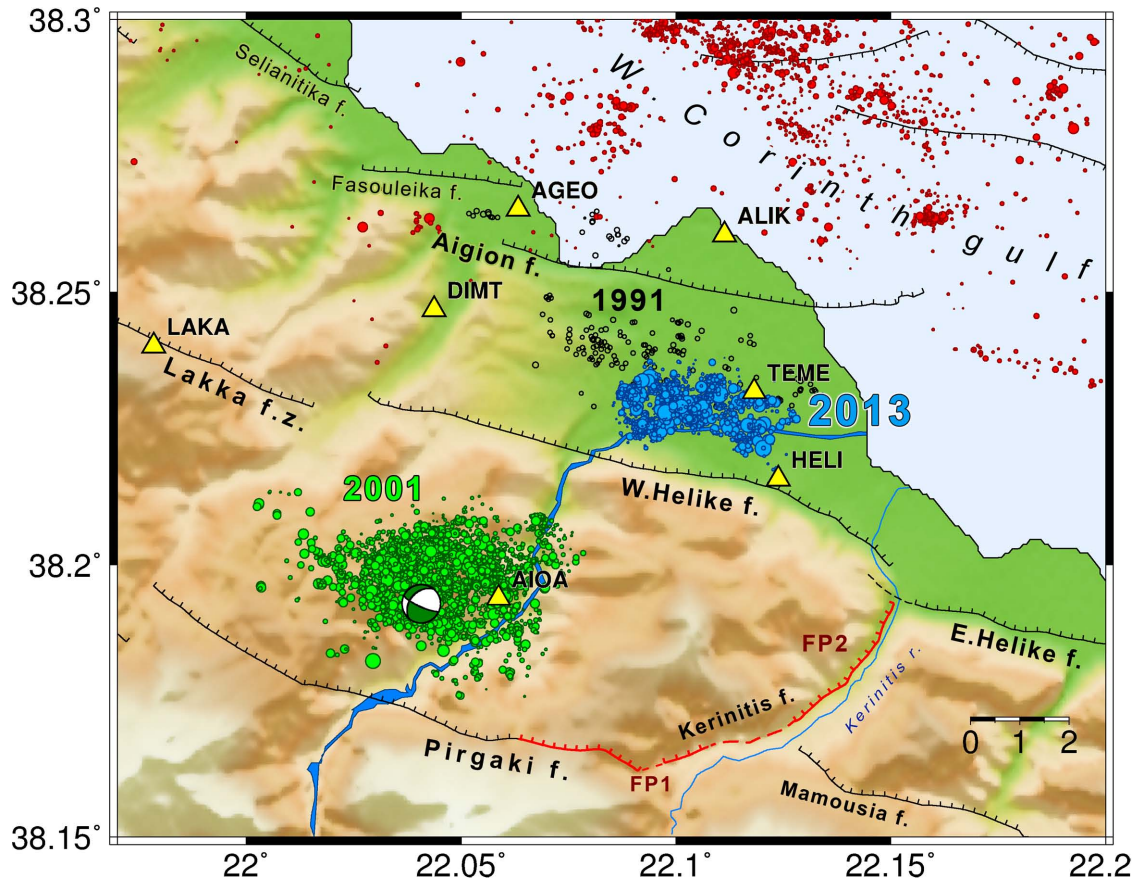 38.3˚
Selianitika f.
W. Corinth gulf
Fasouleika f.
AGEO
ALIK
Aigion f.
38.25˚
DIMT
1991
LAKA
TEME
Lakka f.z.
2013
HELI
2001
W.Helike f.
38.2˚
AIOA
E.Helike f.
FP2
Kerinitis r.
Kerinitis f.
0 1 2
Pirgaki f.
FP1
Mamousia f.
38.15˚
22˚ 22.05˚ 22.1˚ 22.15˚ 22.2˚